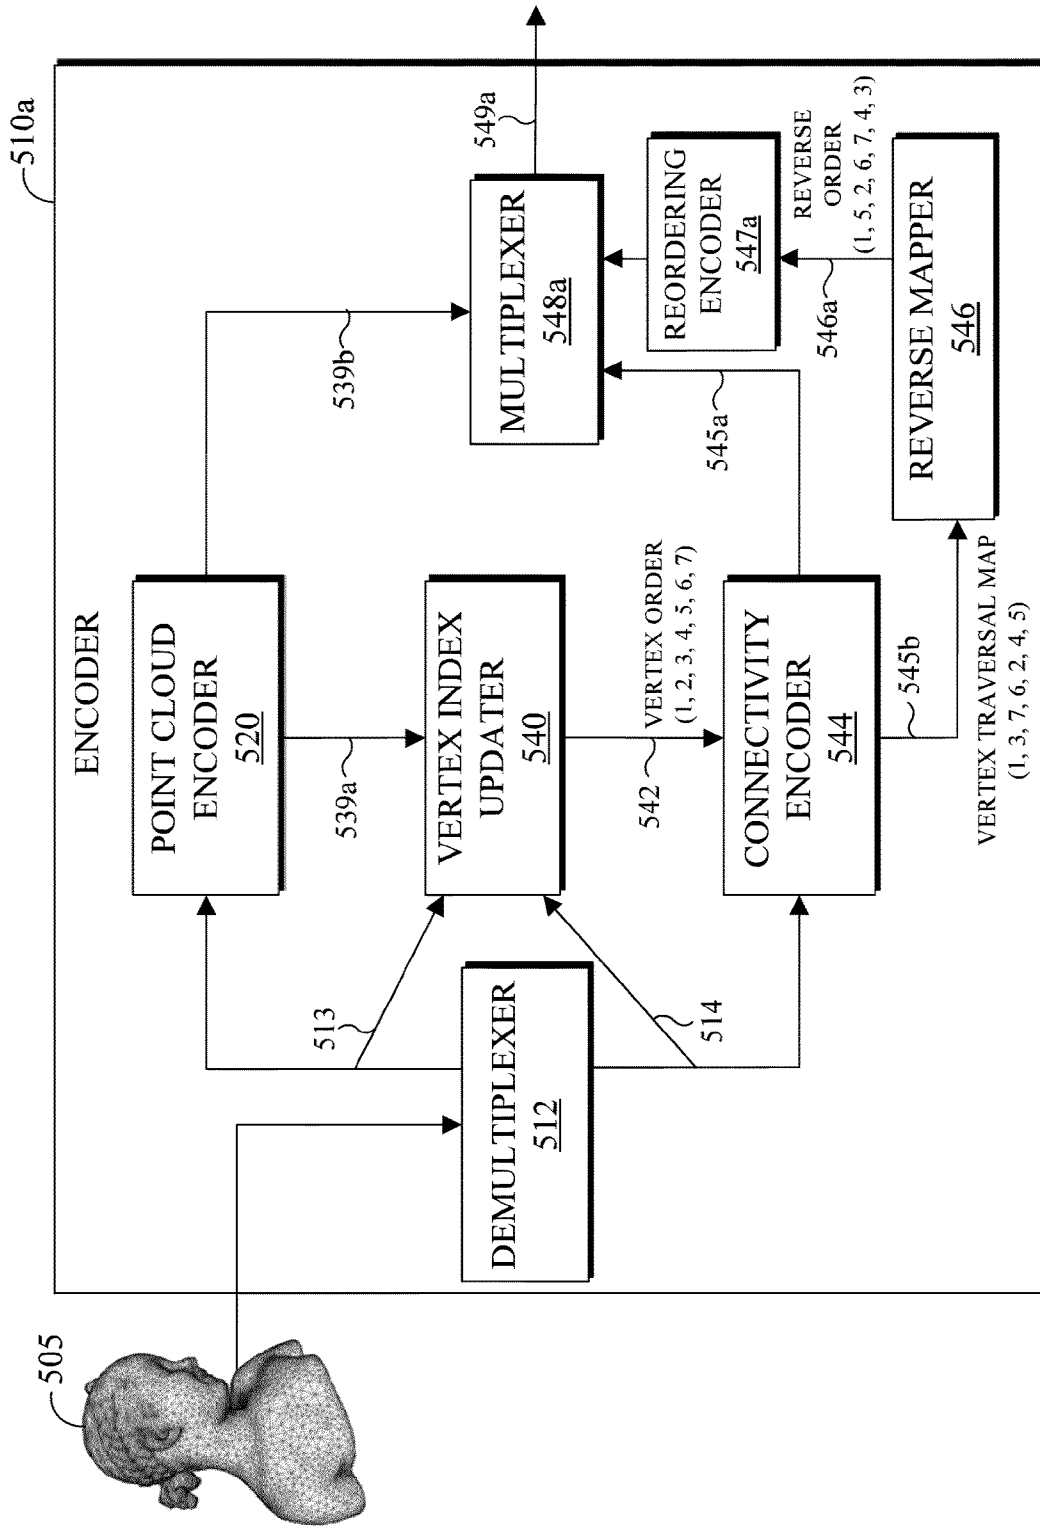 505
510a
ENCODER
POINT CLOUD
ENCODER
520
539b
513
539a
DEMULTIPLEXER
512
VERTEX INDEX
UPDATER
540
MULTIPLEXER
548a
549a
514
542
VERTEX ORDER
(1, 2, 3, 4, 5, 6, 7)
545a
REORDERING
ENCODER
547a
CONNECTIVITY
ENCODER
544
546a
REVERSE
ORDER
(1, 5, 2, 6, 7, 4, 3)
545b
REVERSE MAPPER
546
VERTEX TRAVERSAL MAP
(1, 3, 7, 6, 2, 4, 5)